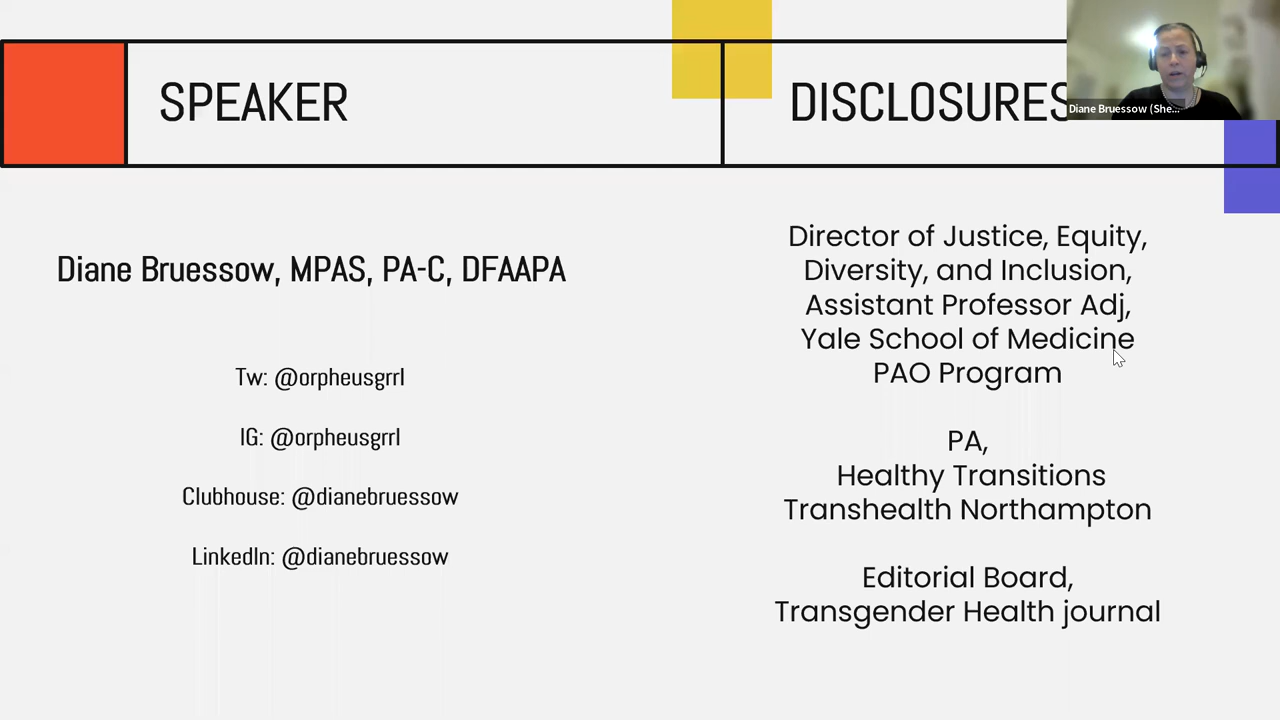 SPEAKER
DISCLOSURES
Diane Bruessow (She...
Diane Bruessow, MPAS, PA-C, DFAAPA
Tw: @orpheusgrrl
IG: @orpheusgrrl
Clubhouse: @dianebruessow
LinkedIn: @dianebruessow
Director of Justice, Equity,
Diversity, and Inclusion,
Assistant Professor Adj,
Yale School of Medicine
PAO Program
PA,
Healthy Transitions
Transhealth Northampton
Editorial Board,
Transgender Health journal